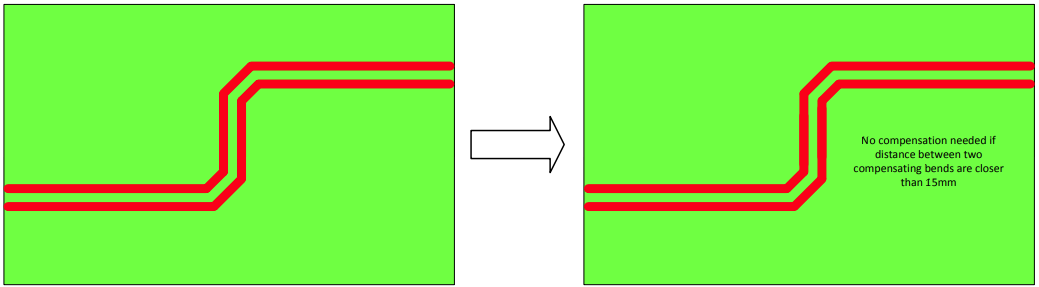 No compensation needed if
distance between two
compensating bends are closer
than 15mm